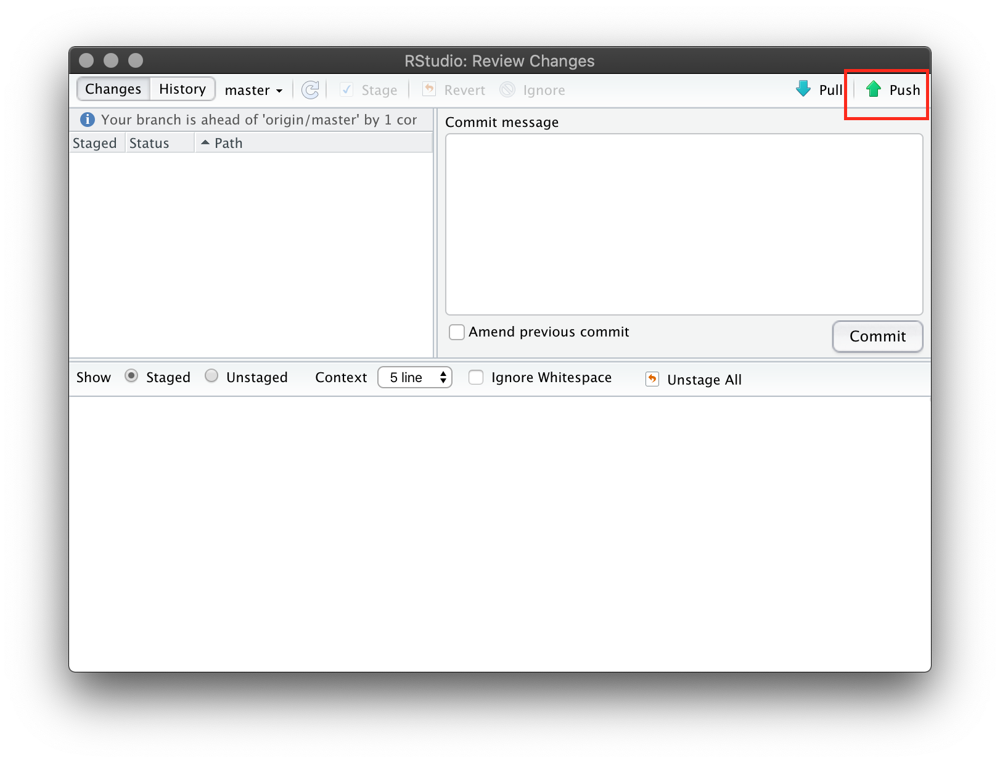 RStudio: Review Changes
Changes History master Stage Revert Ignore Pull Push
Your branch is ahead of 'origin/master' by 1 cor
Commit message
Staged Status Path
Amend previous commit
Commit
Show Staged Unstaged Context 5 line Ignore Whitespace Unstage All